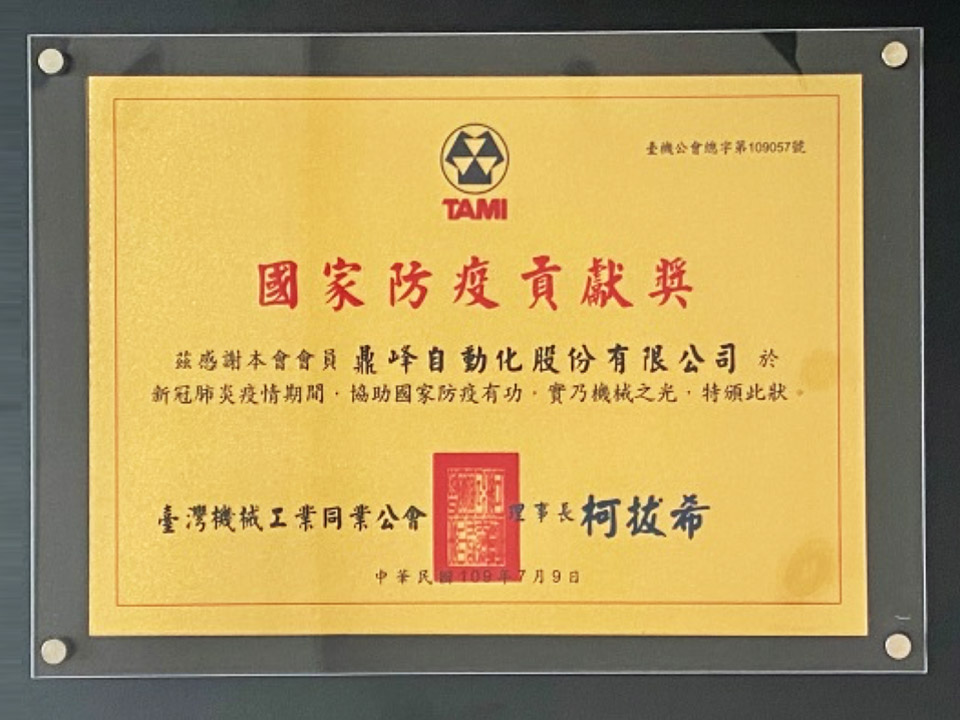 臺機公會總字第109057號
TAMI
國家防疫貢獻獎
茲感謝本會會員 鼎峰自動化股份有限公司 於
新冠肺炎疫情期間，協助國家防疫有功，實乃機械之光，特頒此狀。
臺灣機械工業同業公會 理事長 柯拔希
中華民國109年7月9日